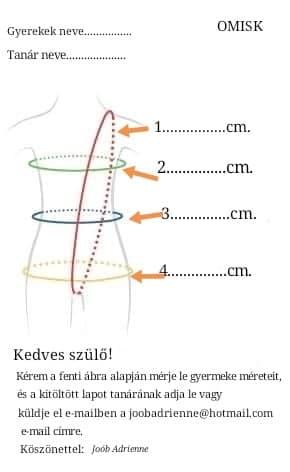 OMISK
Gyerekek neve................
Tanár neve....................
1................cm.
2...............cm.
3...............cm.
4...............cm.
Kedves szülő!
Kérem a fenti ábra alapján mérje le gyermeke méreteit,
és a kitöltött lapot tanárának adja le vagy
küldje el e-mailben a joobadrienne@hotmail.com
e-mail címre.
Köszönettel: Joób Adrienne